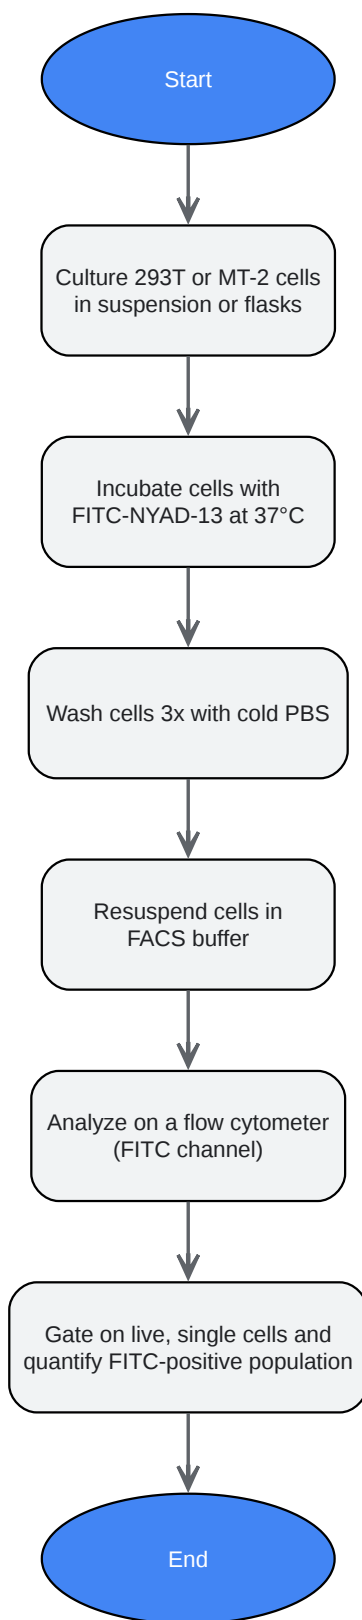 Start
Culture 293T or MT-2 cells
in suspension or flasks
Incubate cells with
FITC-NYAD-13 at 37°C
Wash cells 3x with cold PBS
Resuspend cells in
FACS buffer
Analyze on a flow cytometer
(FITC channel)
Gate on live, single cells and
quantify FITC-positive population
End